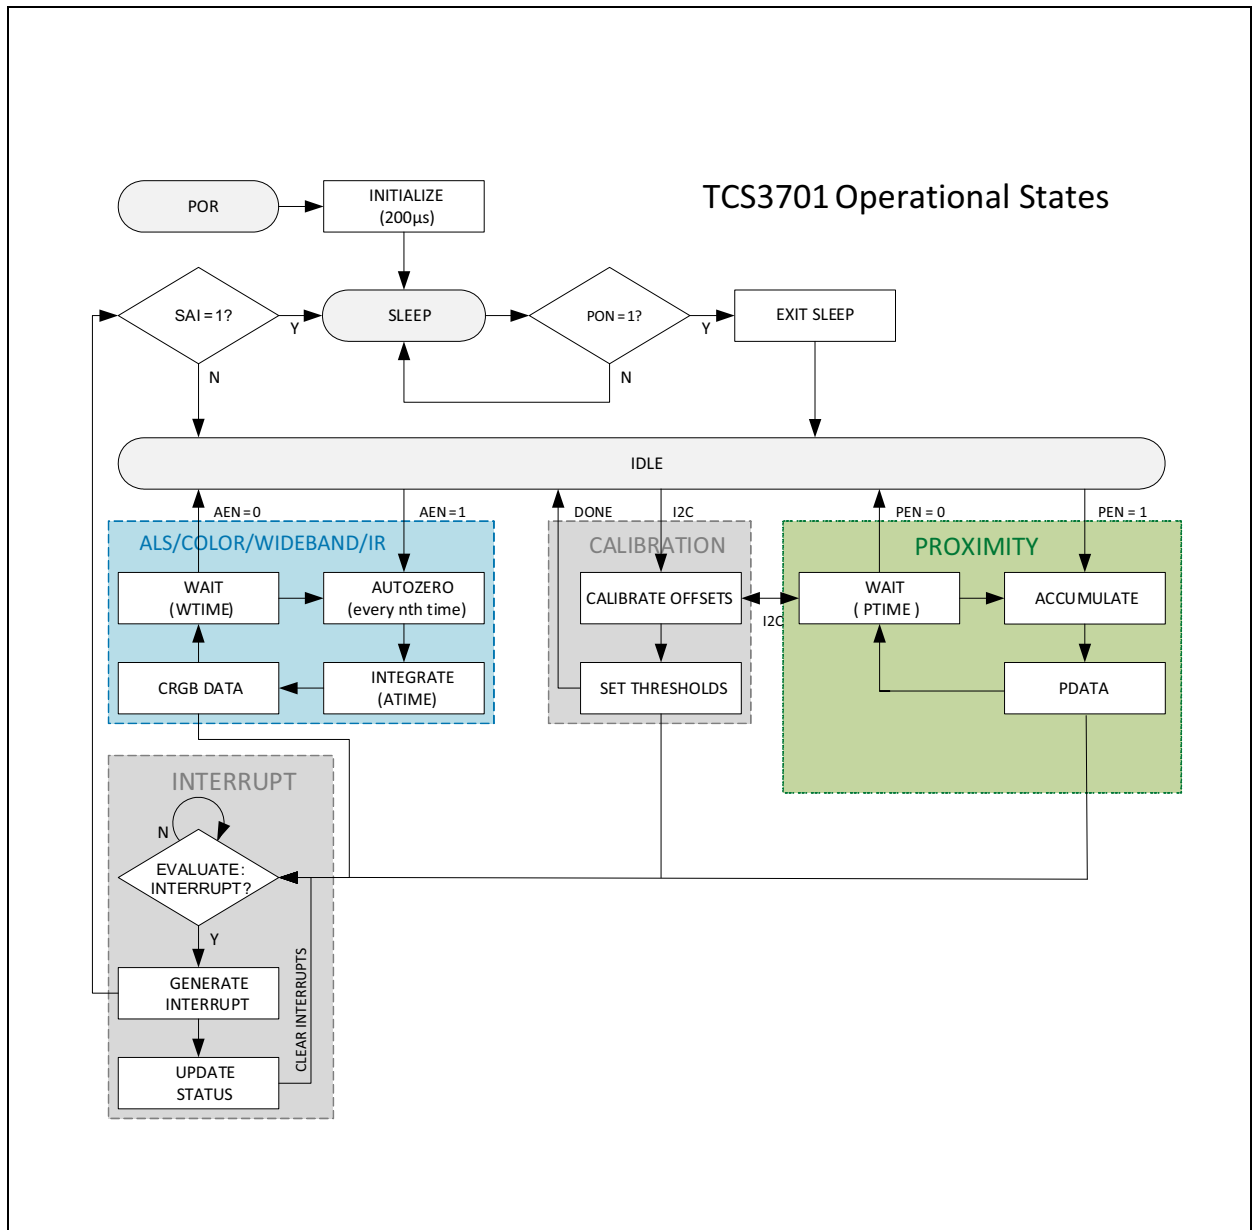 TCS3701 Operational States
POR
INITIALIZE
(200µs)
SAI = 1?
Y
N
SLEEP
PON = 1?
Y
N
EXIT SLEEP
IDLE
AEN = 0
AEN = 1
DONE
I2C
PEN = 0
PEN = 1
ALS/COLOR/WIDEBAND/IR
WAIT
(WTIME)
AUTOZERO
(every nth time)
CRGB DATA
INTEGRATE
(ATIME)
CALIBRATION
CALIBRATE OFFSETS
I2C
SET THRESHOLDS
PROXIMITY
WAIT
( PTIME )
ACCUMULATE
PDATA
INTERRUPT
N
EVALUATE:
INTERRUPT?
Y
GENERATE
INTERRUPT
CLEAR INTERRUPTS
UPDATE
STATUS